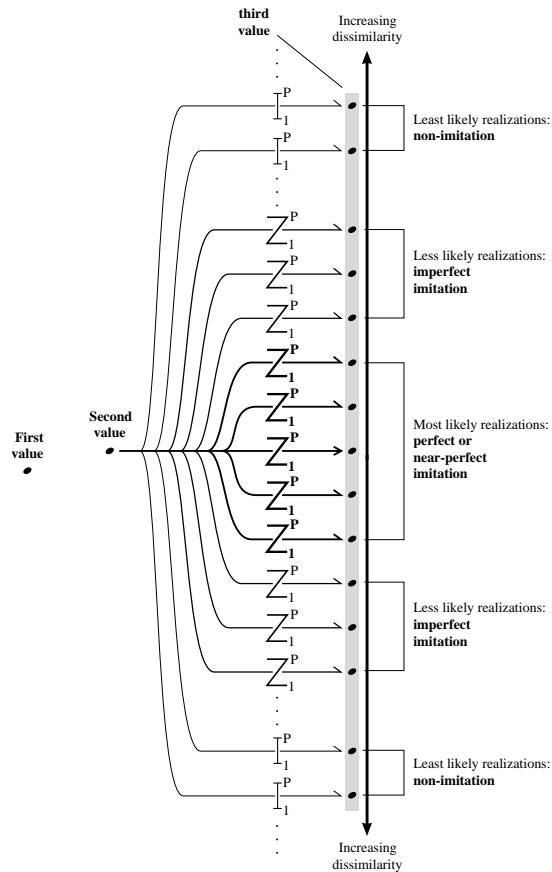 third
value
Increasing
dissimilarity
P
1
Least likely realizations:
non-imitation
P
1
P
1
Less likely realizations:
imperfect
imitation
P
1
P
1
P
1
P
1
Most likely realizations:
perfect or
near-perfect
imitation
First
value
Second
value
P
1
P
1
P
1
P
1
Less likely realizations:
imperfect
imitation
P
1
P
1
P
1
Least likely realizations:
non-imitation
P
1
Increasing
dissimilarity